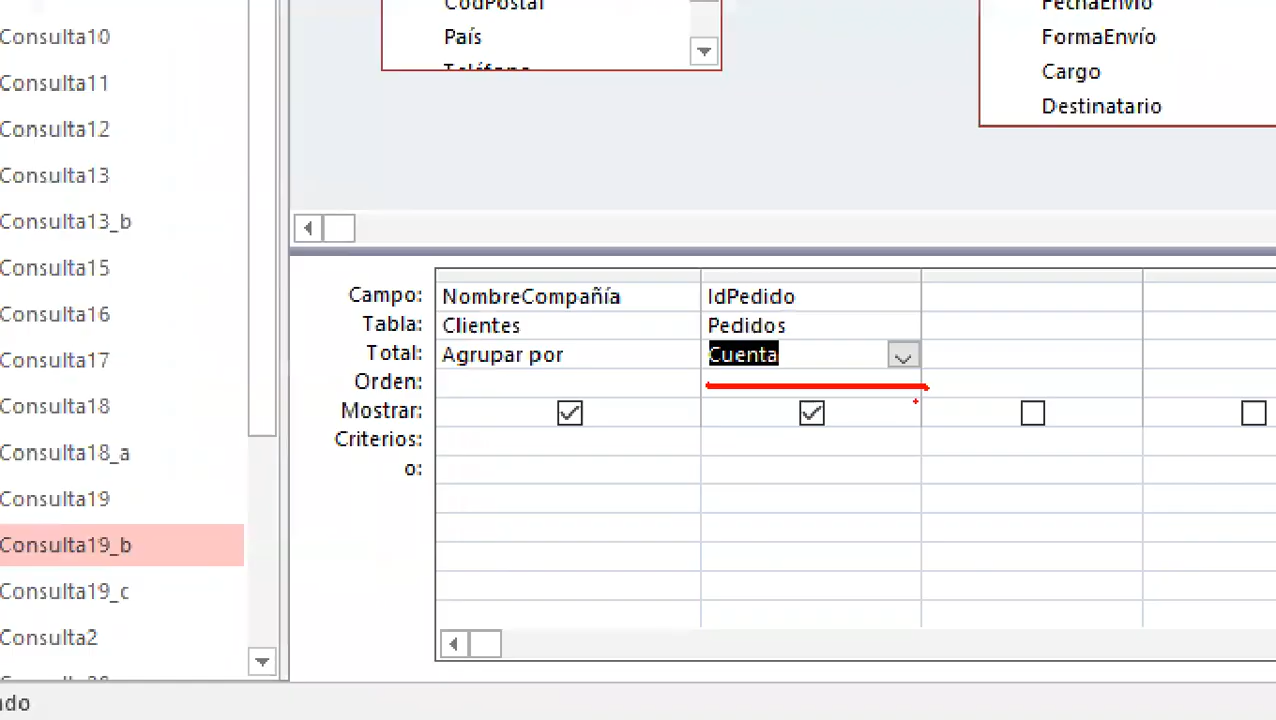 Consulta10
Consulta11
Consulta12
Consulta13
Consulta13_b
Consulta15
Consulta16
Consulta17
Consulta18
Consulta18_a
Consulta19
Consulta19_b
Consulta19_c
Consulta2
CodPostal
País
Teléfono
FechaEnvío
FormaEnvío
Cargo
Destinatario
Campo: NombreCompañía IdPedido
Tabla: Clientes Pedidos
Total: Agrupar por Cuenta
Orden:
Mostrar:
Criterios:
o: